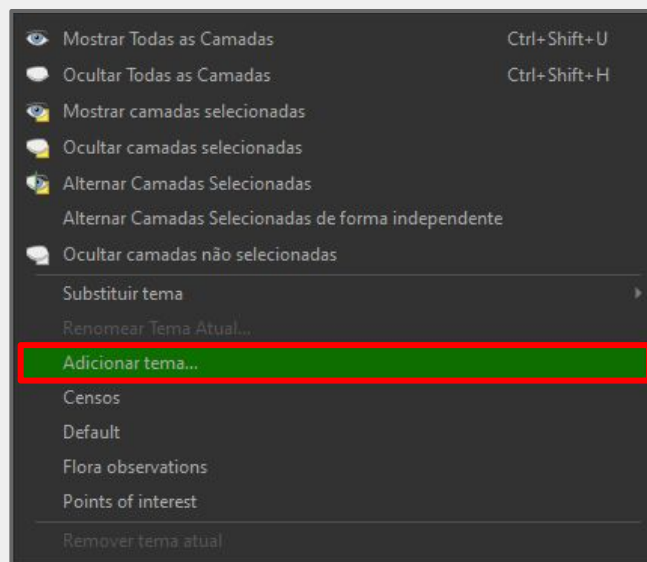 Mostrar Todas as Camadas Ctrl+Shift+U
Ocultar Todas as Camadas Ctrl+Shift+H
Mostrar camadas selecionadas
Ocultar camadas selecionadas
Alternar Camadas Selecionadas
Alternar Camadas Selecionadas de forma independente
Ocultar camadas não selecionadas
Substituir tema
Renomear Tema Atual...
Adicionar tema...
Censos
Default
Flora observations
Points of interest
Remover tema atual